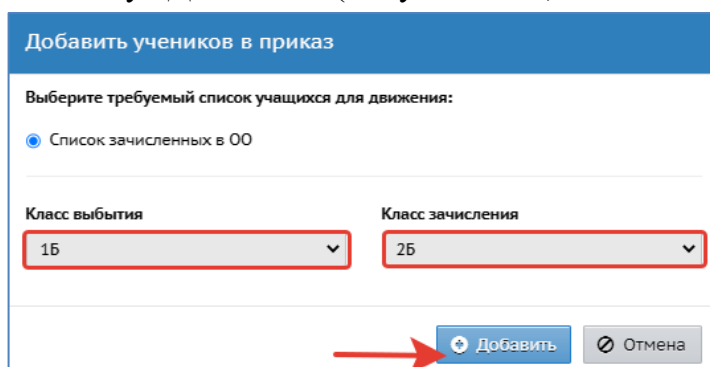 Добавить учеников в приказ
Выберите требуемый список учащихся для движения:
Список зачисленных в ОО
Класс выбытия Класс зачисления
1Б 2Б
Добавить Отмена